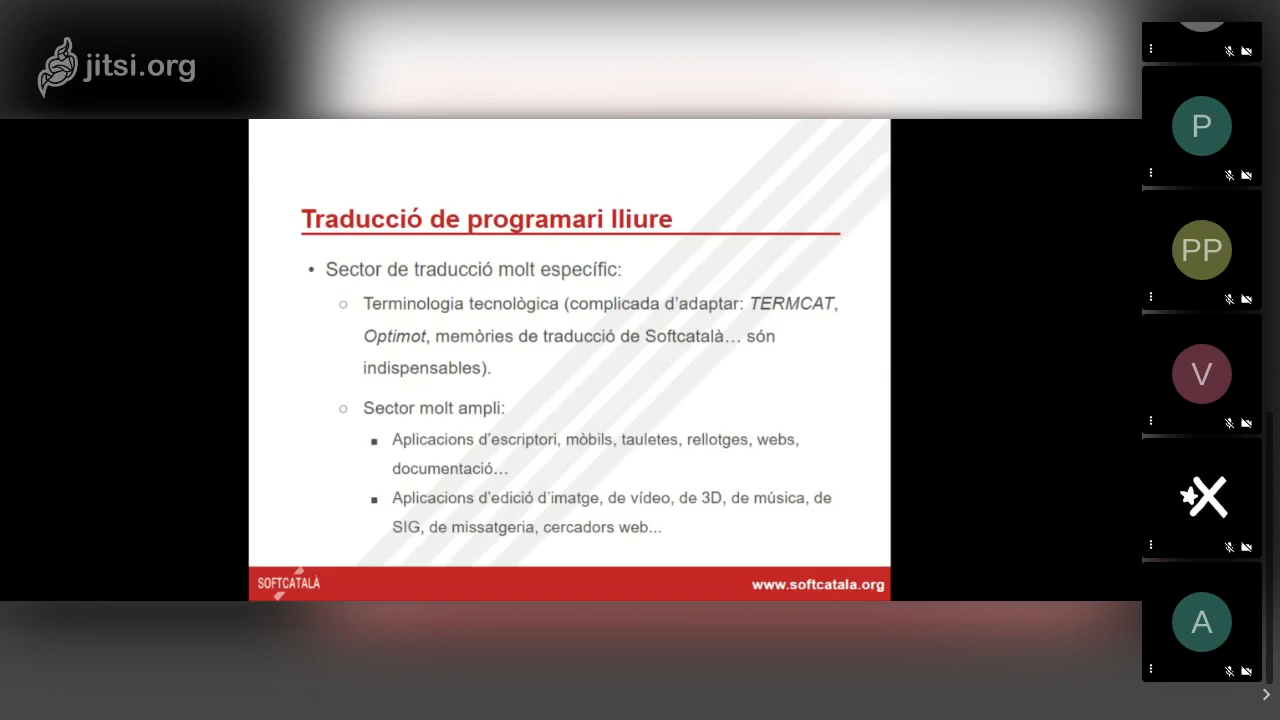 jitsi.org
Traducció de programari lliure
• Sector de traducció molt específic:
○ Terminologia tecnològica (complicada d’adaptar: TERMCAT,
Optimot, memòries de traducció de Softcatalà… són
indispensables).
○ Sector molt ampli:
■ Aplicacions d’escriptori, mòbils, tauletes, rellotges, webs,
documentació…
■ Aplicacions d’edició d’imatge, de vídeo, de 3D, de música, de
SIG, de missatgeria, cercadors web...
SOFTCATALÀ
www.softcatala.org
P
PP
V
X
A